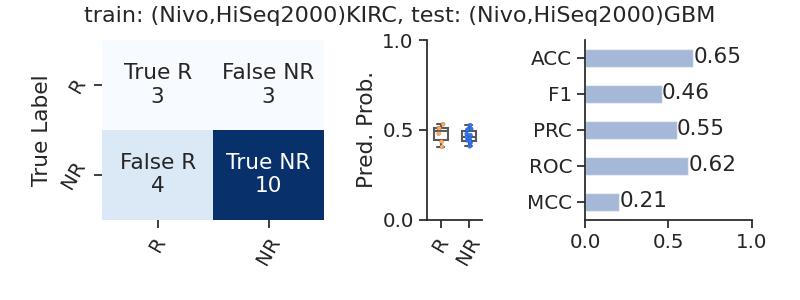 train: (Nivo,HiSeq2000)KIRC, test: (Nivo,HiSeq2000)GBM
True Label
R
NR
True R
3
False NR
3
False R
4
True NR
10
R
NR
Pred. Prob.
1.0
0.5
0.0
R
NR
ACC
0.65
F1
0.46
PRC
0.55
ROC
0.62
MCC
0.21
0.0
0.5
1.0